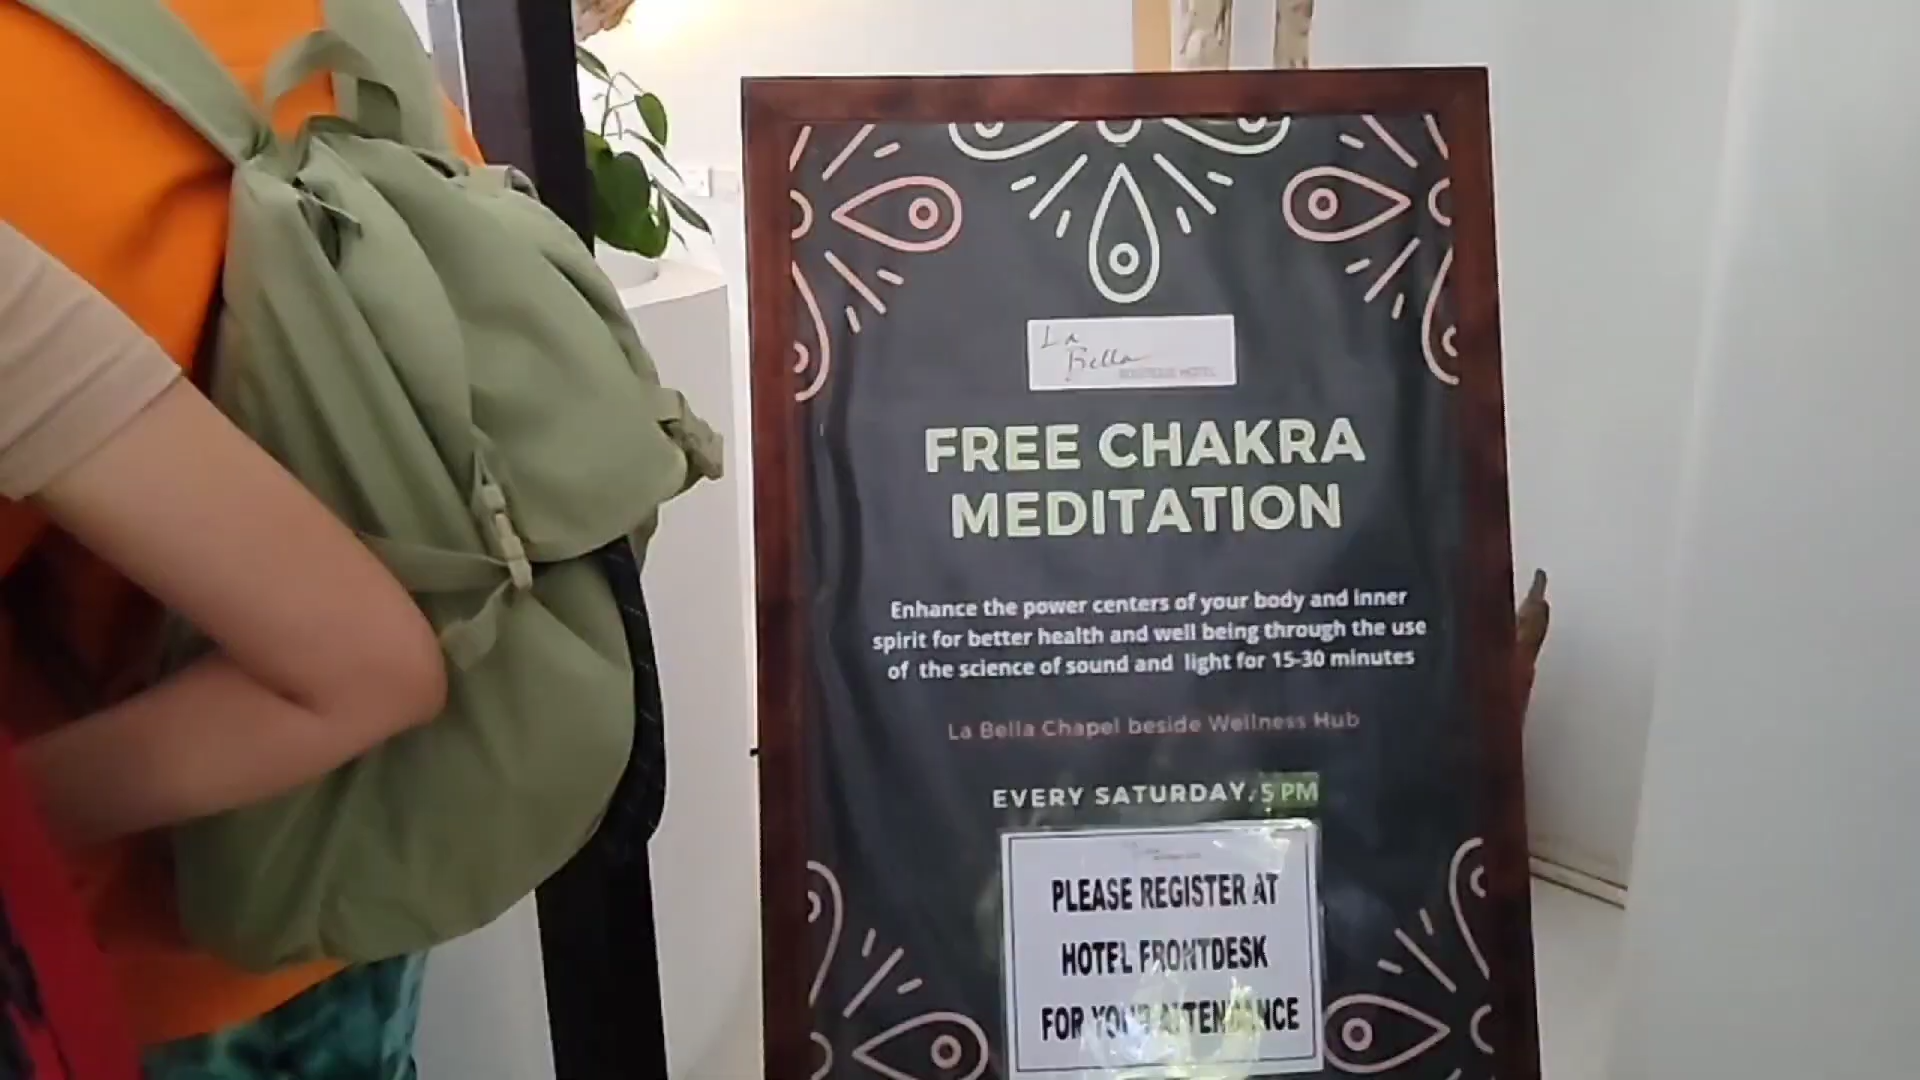 La
Bella
BOUTIQUE HOTEL
FREE CHAKRA
MEDITATION
Enhance the power centers of your body and inner
spirit for better health and well being through the use
of the science of sound and light for 15-30 minutes
La Bella Chapel beside Wellness Hub
EVERY SATURDAY, 5 PM
PLEASE REGISTER AT
HOTEL FRONTDESK
FOR YOUR ATTENDANCE